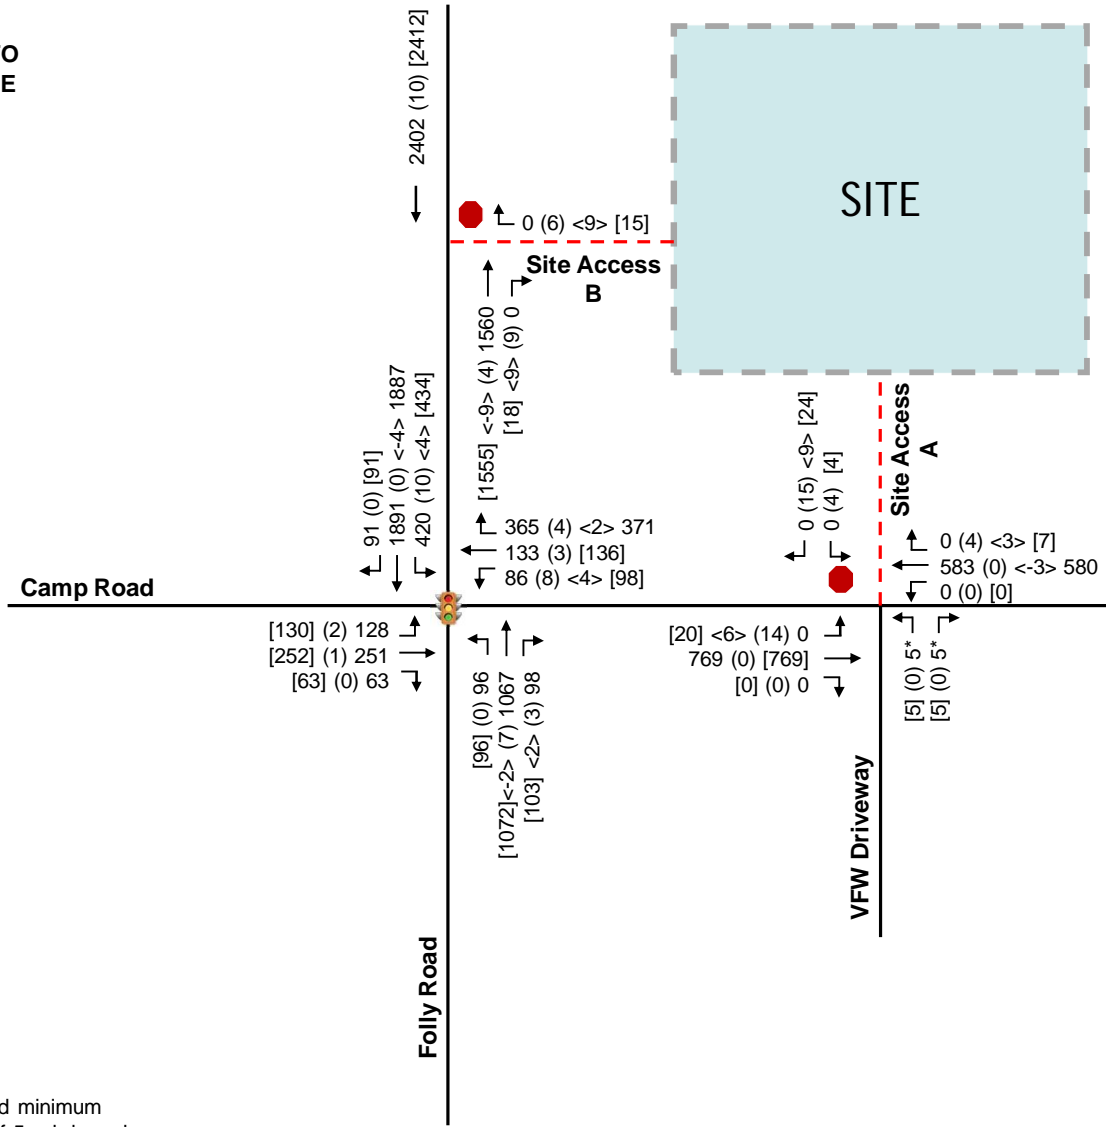 TO
E
2402 (10) [2412]
SITE
0 (6) <9> [15]
Site Access
B
[1555] <-9> (4) 1560
[18] <9> (9) 0
91 (0) [91]
1891 (0) <-4> 1887
420 (10) <4> [434]
0 (15) <9> [24]
0 (4) [4]
Site Access
A
365 (4) <2> 371
133 (3) [136]
86 (8) <4> [98]
0 (4) <3> [7]
583 (0) <-3> 580
0 (0) [0]
Camp Road
[130] (2) 128
[252] (1) 251
[63] (0) 63
[96] (0) 96
[1072]<-2> (7) 1067
[103] <2> (3) 98
[20] <6> (14) 0
769 (0) [769]
[0] (0) 0
[5] (0) 5*
[5] (0) 5*
VFW Driveway
Folly Road
d minimum